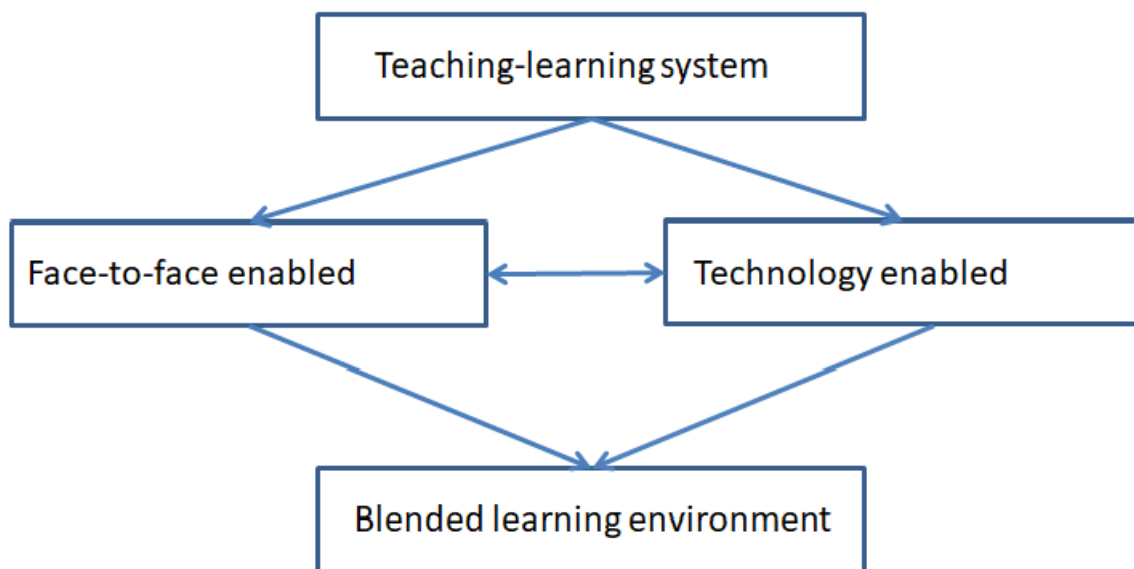 Teaching-learning system
Face-to-face enabled
Technology enabled
Blended learning environment